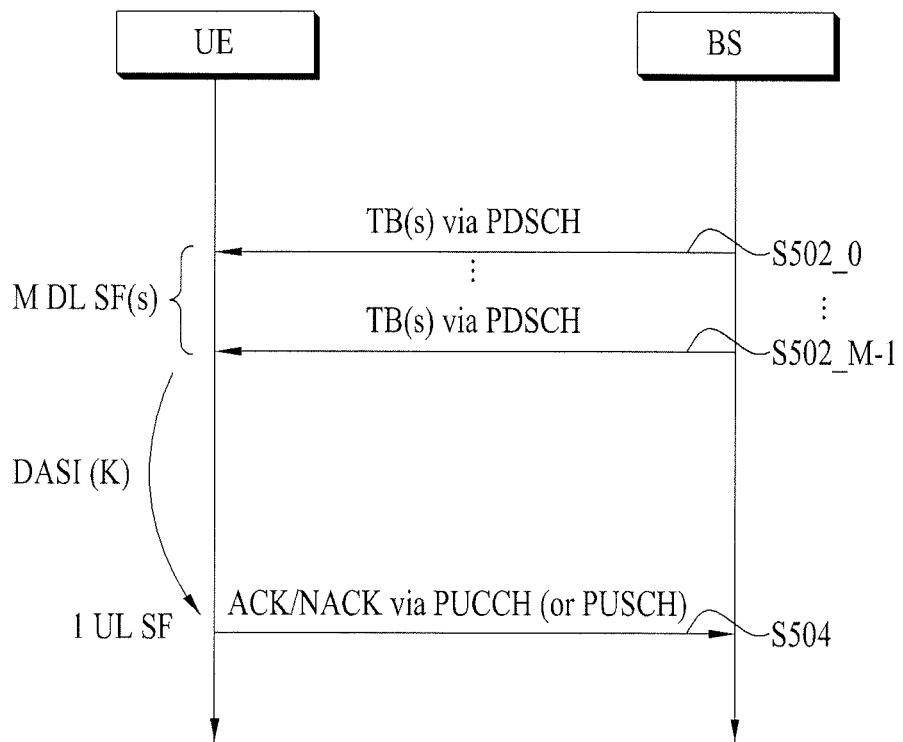 UE
BS
TB(s) via PDSCH
S502_0
M DL SF(s)
TB(s) via PDSCH
S502_M-1
DASI (K)
ACK/NACK via PUCCH (or PUSCH)
1 UL SF
S504